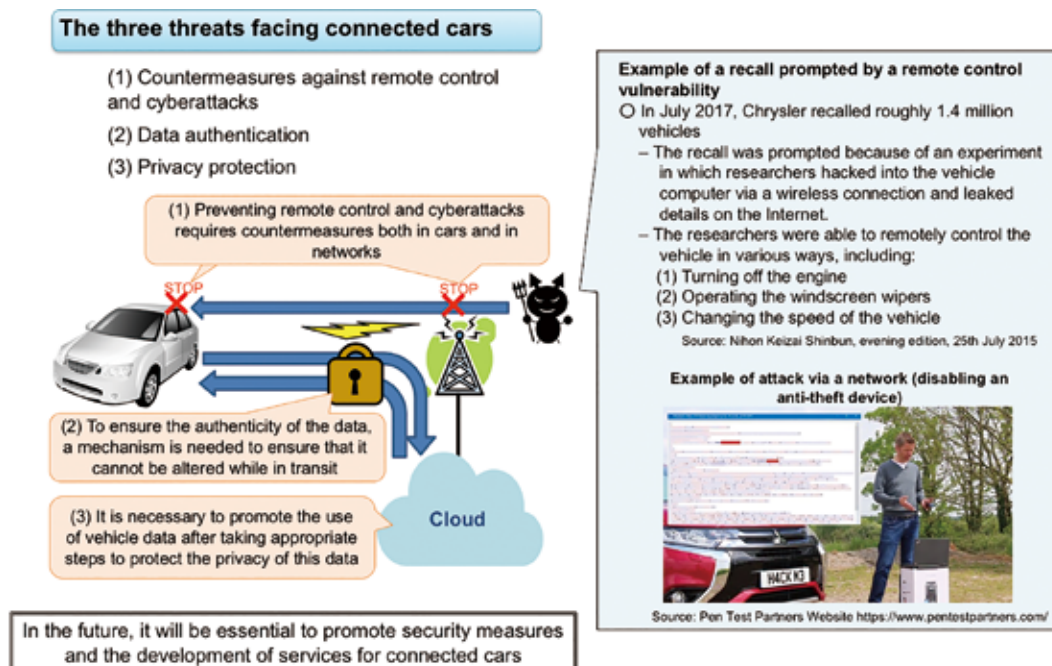 The three threats facing connected cars
(1) Countermeasures against remote control
and cyberattacks
(2) Data authentication
(3) Privacy protection
(1) Preventing remote control and cyberattacks
requires countermeasures both in cars and in
networks
STOP
STOP
(2) To ensure the authenticity of the data,
a mechanism is needed to ensure that it
cannot be altered while in transit
(3) It is necessary to promote the use
of vehicle data after taking appropriate
steps to protect the privacy of this data
Cloud
In the future, it will be essential to promote security measures
and the development of services for connected cars
Example of a recall prompted by a remote control
vulnerability
○ In July 2017, Chrysler recalled roughly 1.4 million
vehicles
– The recall was prompted because of an experiment
in which researchers hacked into the vehicle
computer via a wireless connection and leaked
details on the Internet.
– The researchers were able to remotely control the
vehicle in various ways, including:
(1) Turning off the engine
(2) Operating the windscreen wipers
(3) Changing the speed of the vehicle
Source: Nihon Keizai Shinbun, evening edition, 25th July 2015
Example of attack via a network (disabling an
anti-theft device)
H4CK M3
Source: Pen Test Partners Website https://www.pentestpartners.com/